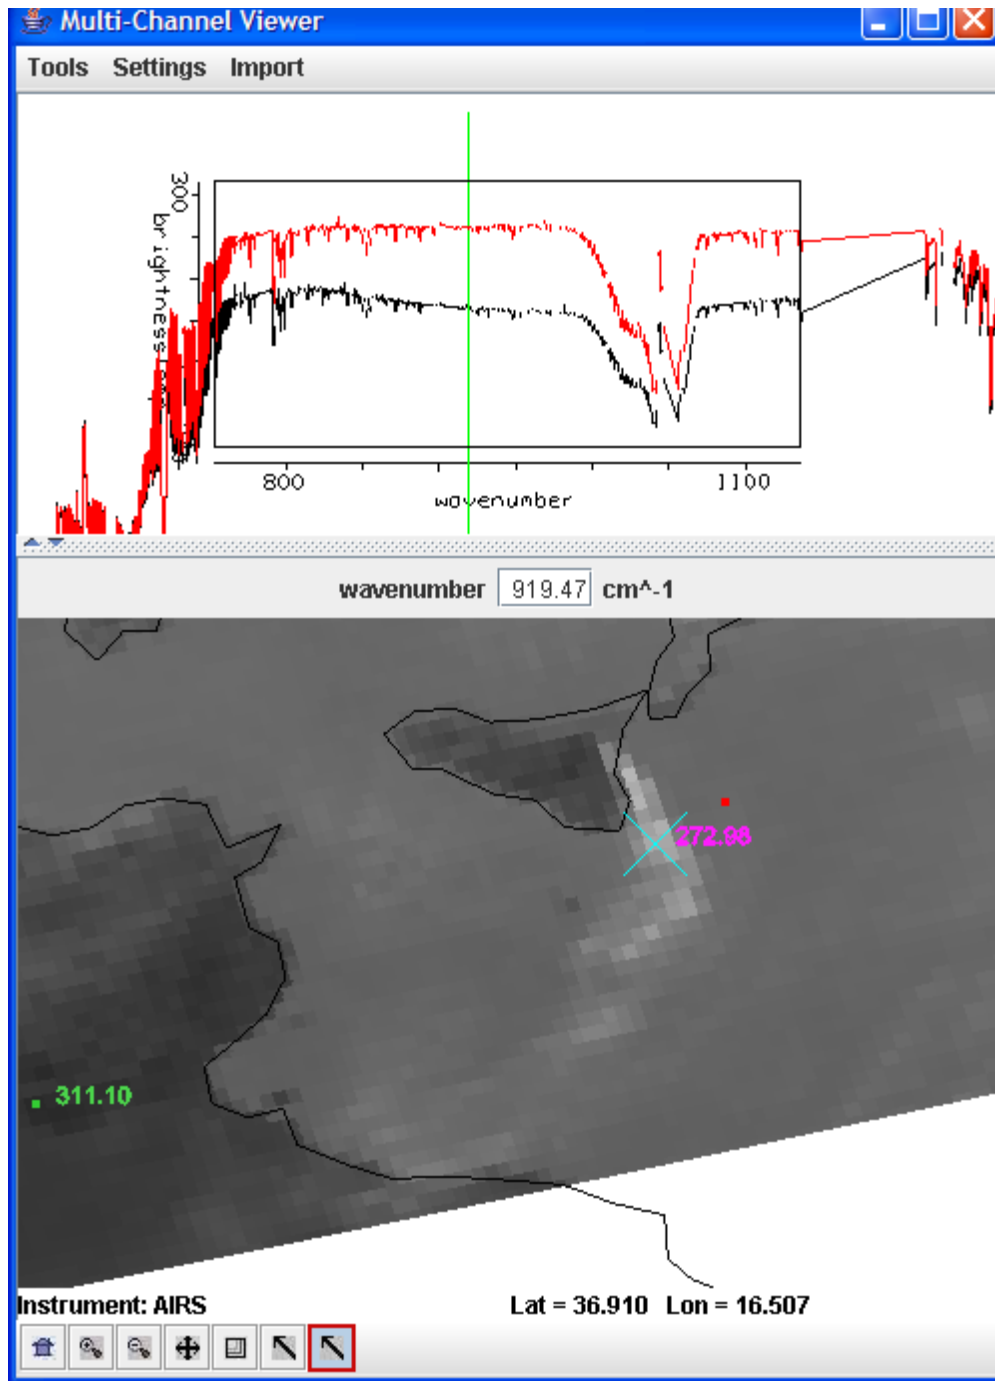 Multi-Channel Viewer
Tools Settings Import
300
brightness
800
1100
wavenumber
wavenumber 919.47 cm^-1
272.98
311.10
Instrument: AIRS Lat = 36.910 Lon = 16.507